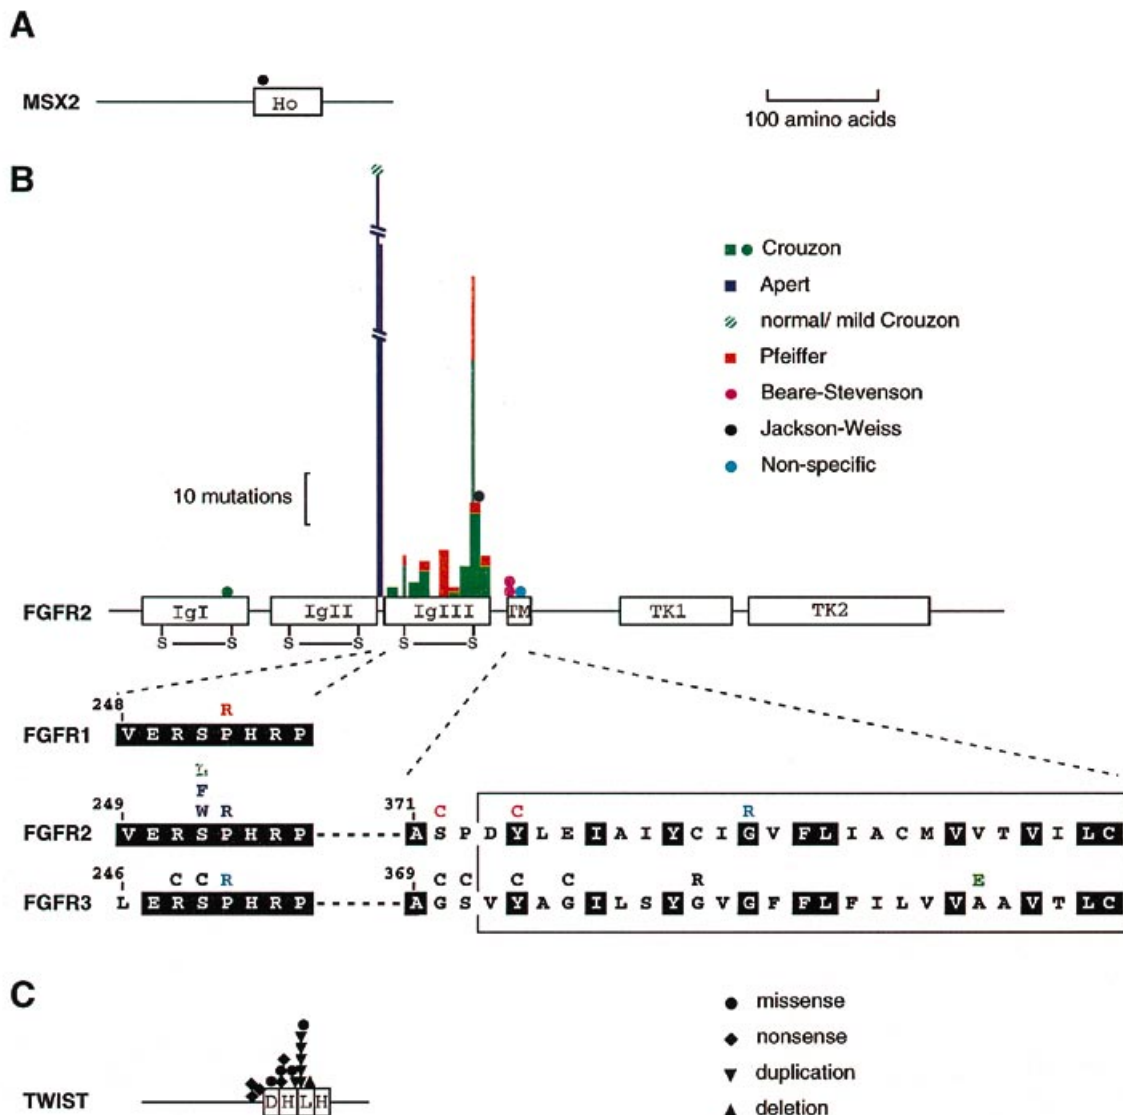 A
MSX2
Ho
100 amino acids
B
Crouzon
Apert
normal/ mild Crouzon
Pfeiffer
Beare-Stevenson
Jackson-Weiss
Non-specific
10 mutations
FGFR2 IgI IgII IgIII TM TK1 TK2
S S S S S S
248 R
FGFR1 V E R S P H R P
F
249 W R 371 C C R
FGFR2 V E R S P H R P A S P D Y L E I A I Y C I G V F L I A C M V V T V I L C
246 C C R 369 C C C C R E
FGFR3 L E R S P H R P A G S V Y A G I L S Y G V G F F L F I L V V A A V T L C
C
missense
nonsense
duplication
deletion
TWIST D H L H